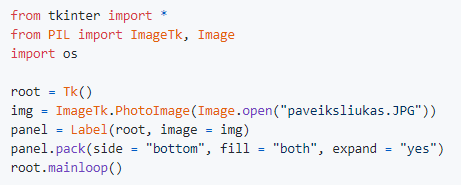 from tkinter import *
from PIL import ImageTk, Image
import os
root = Tk()
img = ImageTk.PhotoImage(Image.open("paveiksliukas.JPG"))
panel = Label(root, image = img)
panel.pack(side = "bottom", fill = "both", expand = "yes")
root.mainloop()